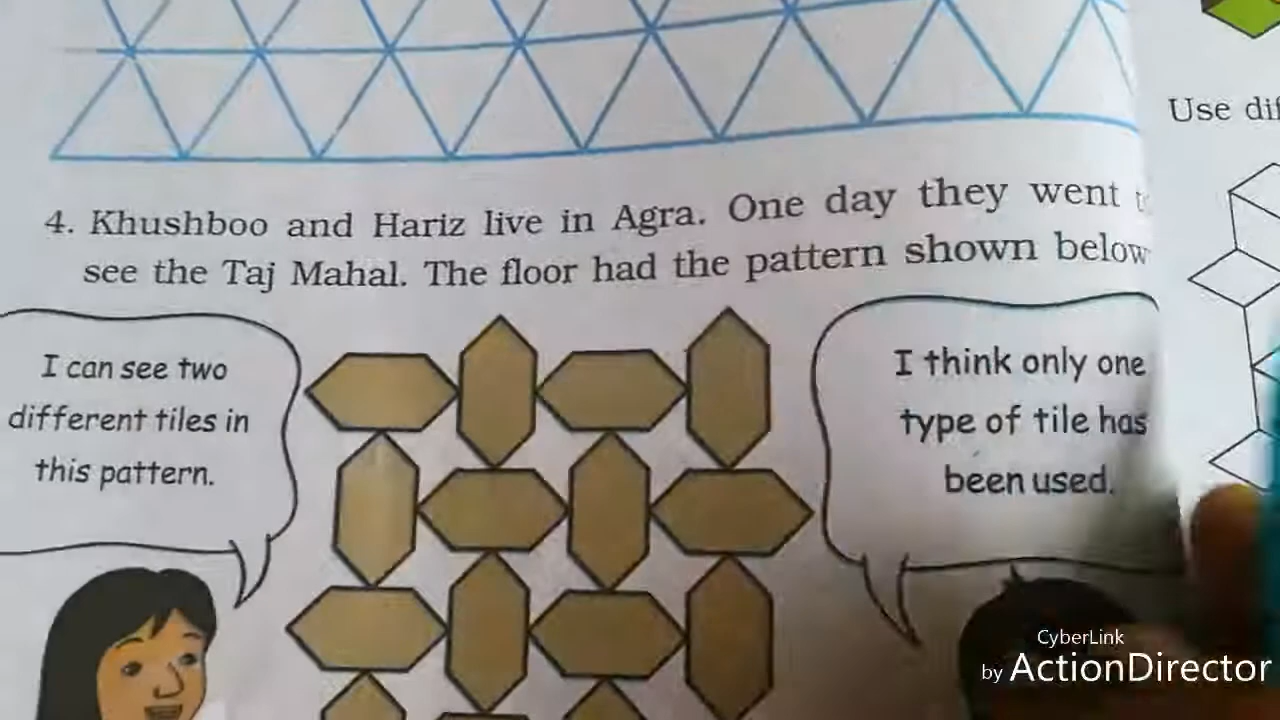 Use
4. Khushboo and Hariz live in Agra. One day they went
see the Taj Mahal. The floor had the pattern shown below
I can see two
different tiles in
this pattern.
I think only one
type of tile has
been used.
CyberLink
by ActionDirector